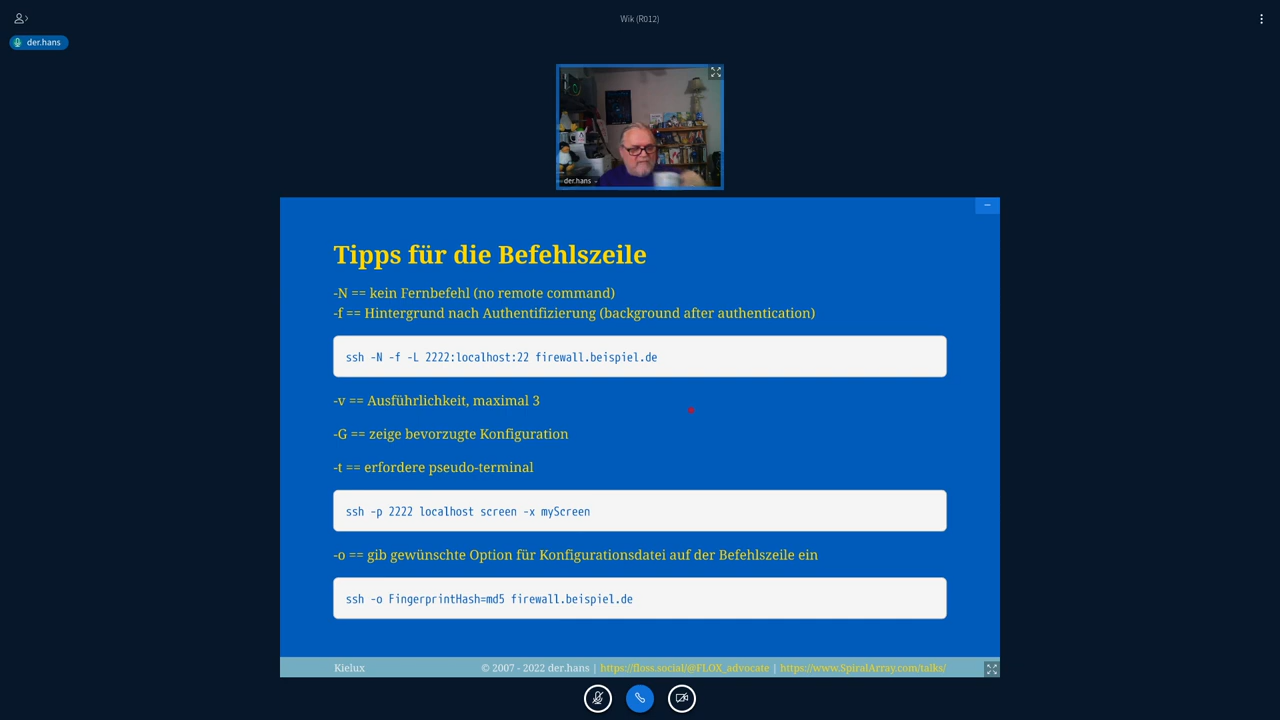 Wik (R012)
der.hans
der.hans
Tipps für die Befehlszeile
-N == kein Fernbefehl (no remote command)
-f == Hintergrund nach Authentifizierung (background after authentication)
ssh -N -f -L 2222:localhost:22 firewall.beispiel.de
-v == Ausführlichkeit, maximal 3
-G == zeige bevorzugte Konfiguration
-t == erfordere pseudo-terminal
ssh -p 2222 localhost screen -x myScreen
-o == gib gewünschte Option für Konfigurationsdatei auf der Befehlszeile ein
ssh -o FingerprintHash=md5 firewall.beispiel.de
Kielux © 2007 - 2022 der.hans | https://floss.social/@FLOX_advocate | https://www.SpiralArray.com/talks/